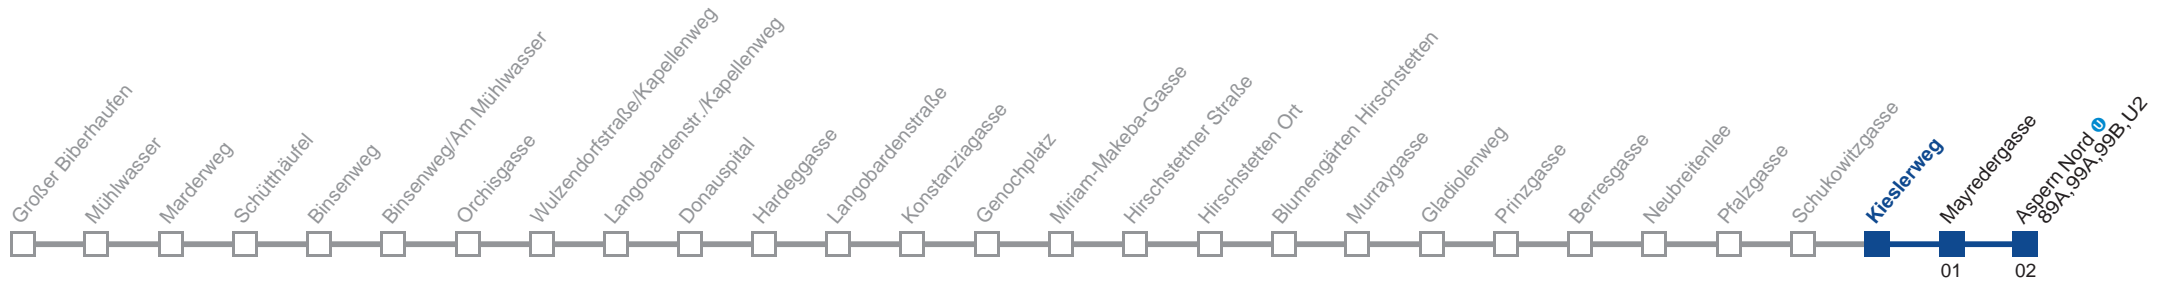 Großer Biberhaufen
Mühlwasser
Marderweg
Schütthäufel
Binsenweg
Binsenweg/Am Mühlwasser
Orchisgasse
Wulzendorfstraße/Kapellenweg
Langobardenstr./Kapellenweg
Donauspital
Hardeggasse
Langobardenstraße
Konstanziagasse
Genochplatz
Miriam-Makeba-Gasse
Hirschstettner Straße
Hirschstetten Ort
Blumengärten Hirschstetten
Murraygasse
Gladiolenweg
Prinzgasse
Berresgasse
Neubreitenlee
Pfalzgasse
Schukowitzgasse
Kieslerweg
Mayredergasse
Aspern Nord U
89A,99A,99B,U2
01
02